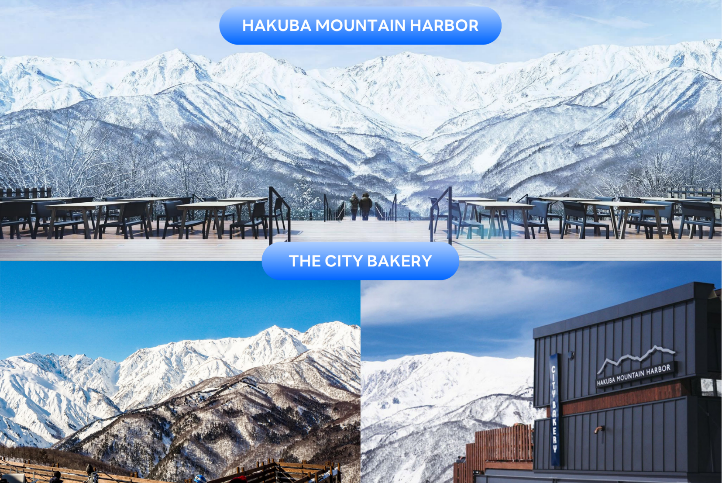 HAKUBA MOUNTAIN HARBOR
THE CITY BAKERY
CITY BAKERY
HAKUBA MOUNTAIN HARBOR